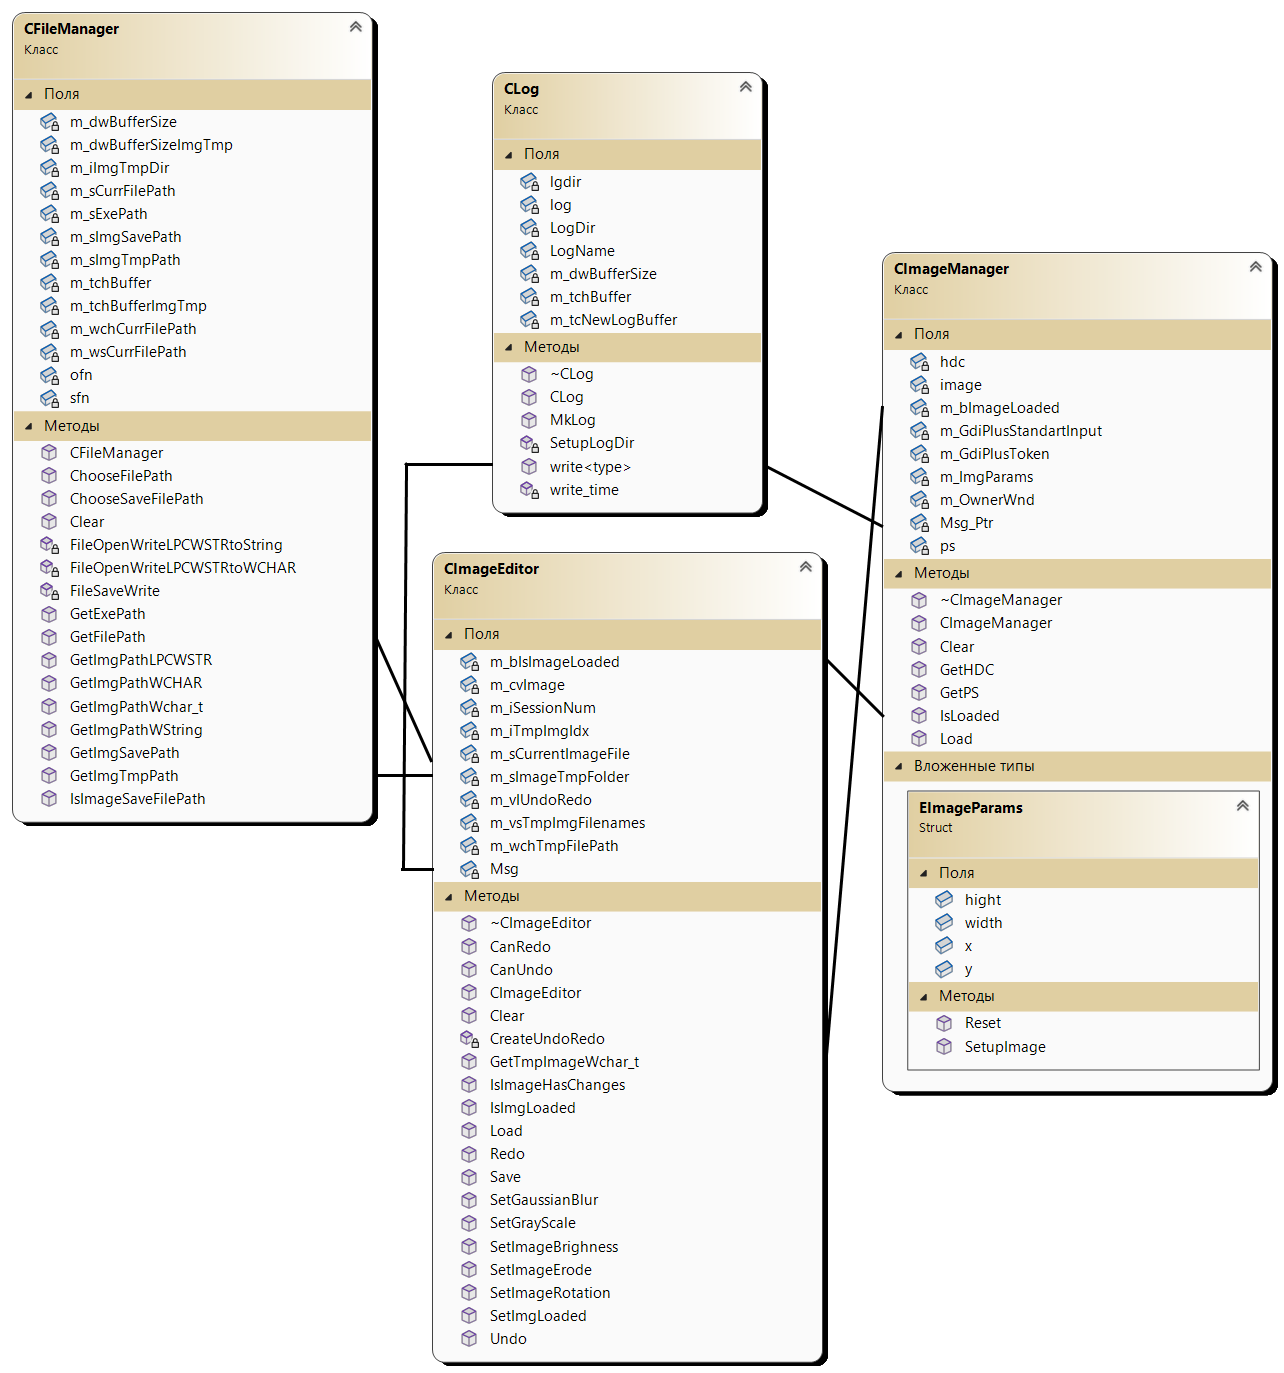 CFileManager
Класс
Поля
m_dwBufferSize
m_dwBufferSizeImgTmp
m_iImgTmpDir
m_sCurrFilePath
m_sExePath
m_sImgSavePath
m_sImgTmpPath
m_tchBuffer
m_tchBufferImgTmp
m_wchCurrFilePath
m_wsCurrFilePath
ofn
sfn
Методы
CFileManager
ChooseFilePath
ChooseSaveFilePath
Clear
FileOpenWriteLPCWSTRtoString
FileOpenWriteLPCWSTRtoWCHAR
FileSaveWrite
GetExePath
GetFilePath
GetImgPathLPCWSTR
GetImgPathWCHAR
GetImgPathWchar_t
GetImgPathWString
GetImgSavePath
GetImgTmpPath
IsImageSaveFilePath
CLog
Класс
Поля
lgdir
log
LogDir
LogName
m_dwBufferSize
m_tchBuffer
m_tcNewLogBuffer
Методы
~CLog
CLog
MkLog
SetupLogDir
write<type>
write_time
CImageEditor
Класс
Поля
m_bIsImageLoaded
m_cvImage
m_iSessionNum
m_iTmpImgIdx
m_sCurrentImageFile
m_sImageTmpFolder
m_vIUndoRedo
m_vsTmpImgFilenames
m_wchTmpFilePath
Msg
Методы
~CImageEditor
CanRedo
CanUndo
CImageEditor
Clear
CreateUndoRedo
GetTmpImageWchar_t
IsImageHasChanges
IsImgLoaded
Load
Redo
Save
SetGaussianBlur
SetGrayScale
SetImageBrighness
SetImageErode
SetImageRotation
SetImgLoaded
Undo
CImageManager
Класс
Поля
hdc
image
m_bImageLoaded
m_GdiPlusStandartInput
m_GdiPlusToken
m_ImgParams
m_OwnerWnd
Msg_Ptr
ps
Методы
~CImageManager
CImageManager
Clear
GetHDC
GetPS
IsLoaded
Load
Вложенные типы
EImageParams
Struct
Поля
hight
width
x
y
Методы
Reset
SetupImage